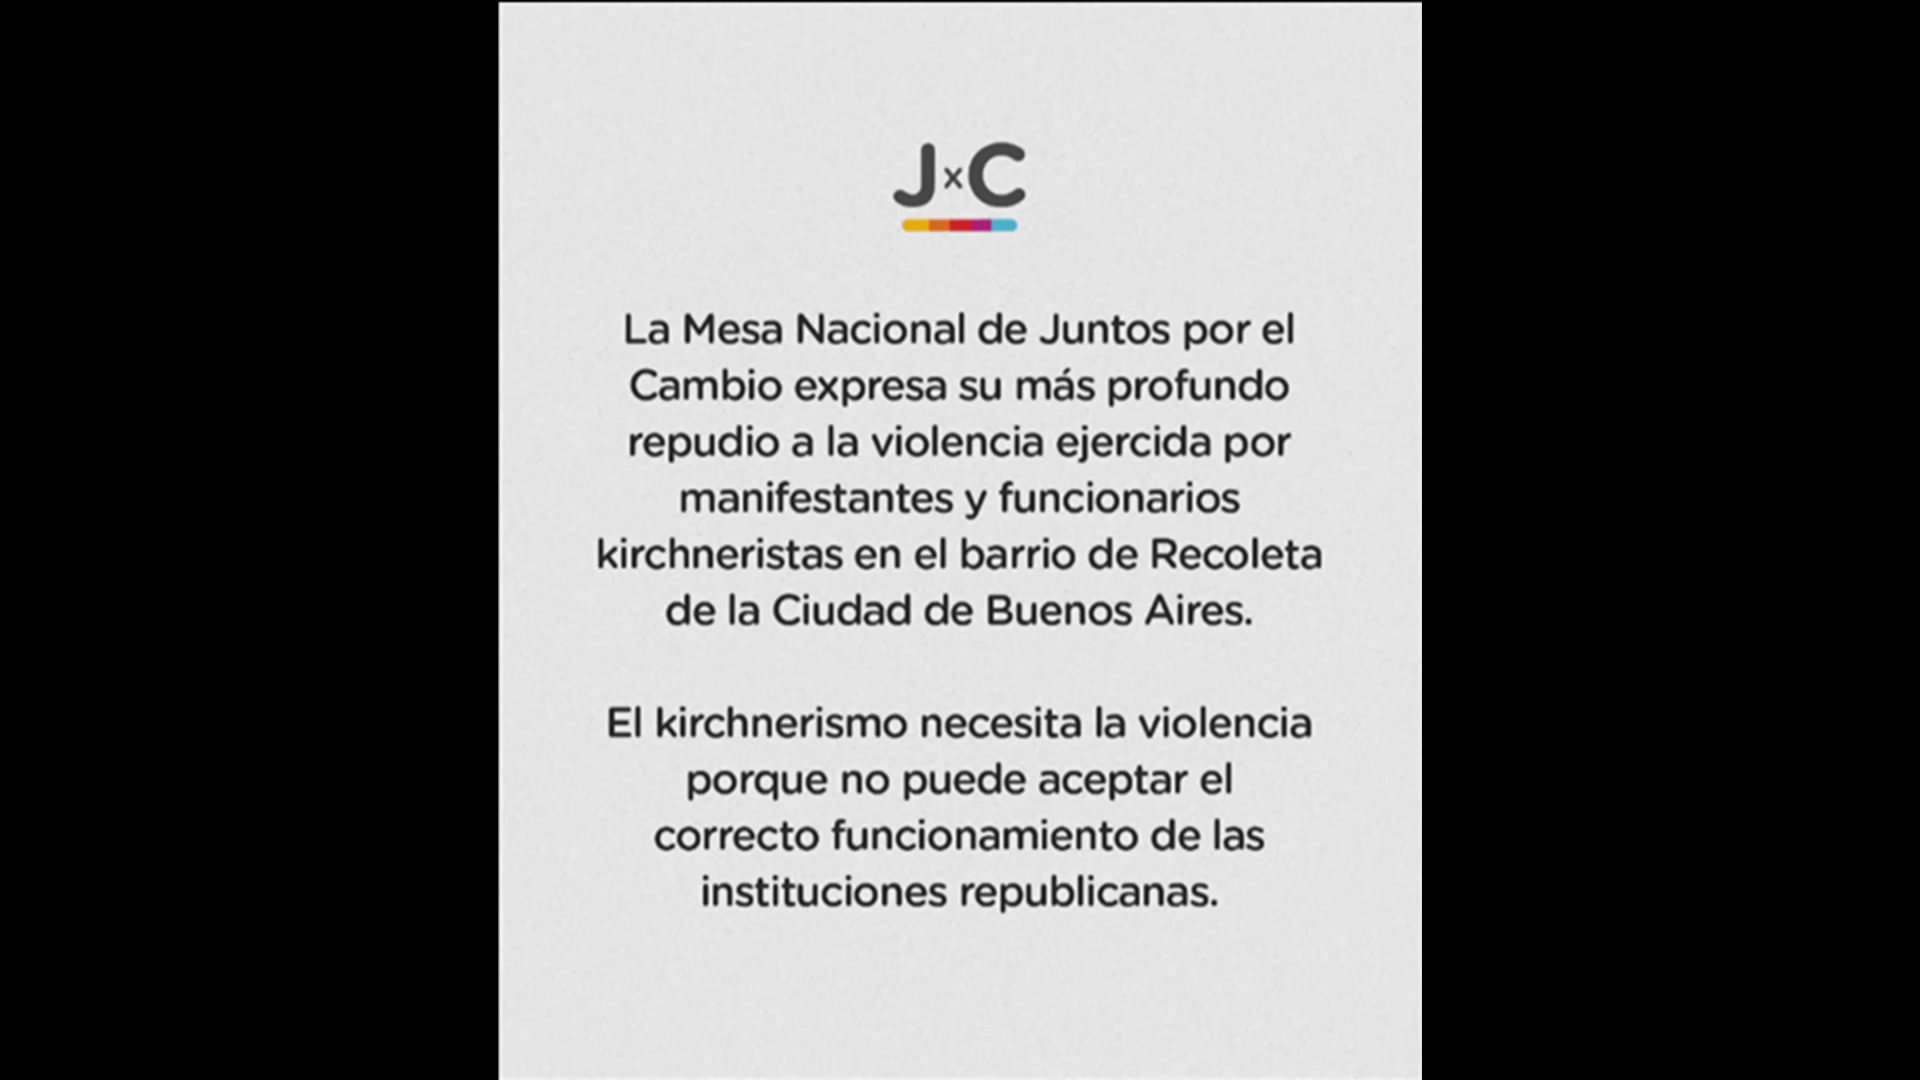 JxC
La Mesa Nacional de Juntos por el
Cambio expresa su más profundo
repudio a la violencia ejercida por
manifestantes y funcionarios
kirchneristas en el barrio de Recoleta
de la Ciudad de Buenos Aires.
El kirchnerismo necesita la violencia
porque no puede aceptar el
correcto funcionamiento de las
instituciones republicanas.